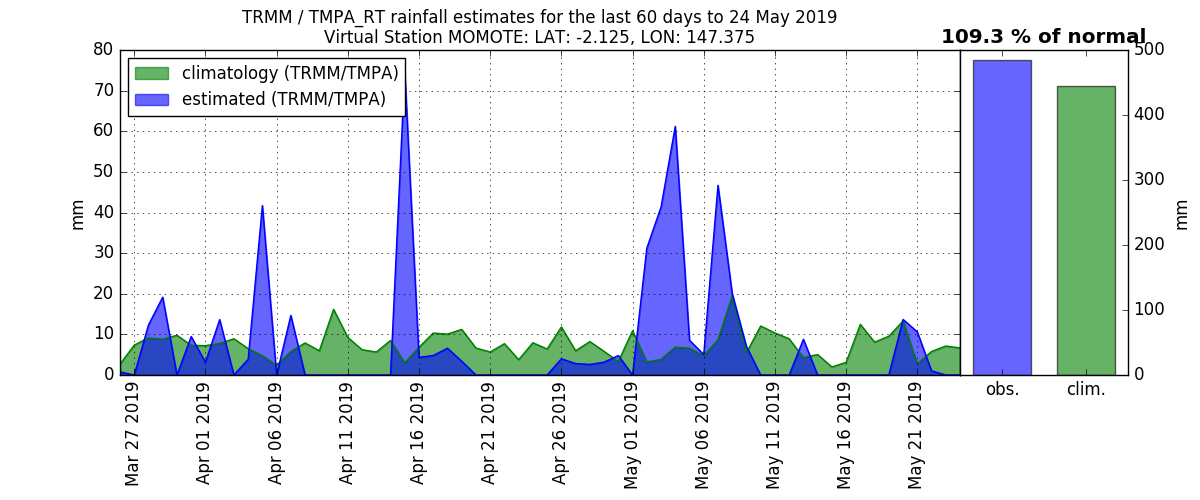 TRMM / TMPA_RT rainfall estimates for the last 60 days to 24 May 2019
Virtual Station MOMOTE: LAT: -2.125, LON: 147.375
109.3 % of normal
climatology (TRMM/TMPA)
estimated (TRMM/TMPA)
mm
80
70
60
50
40
30
20
10
0
Mar 27 2019
Apr 01 2019
Apr 06 2019
Apr 11 2019
Apr 16 2019
Apr 21 2019
Apr 26 2019
May 01 2019
May 06 2019
May 11 2019
May 16 2019
May 21 2019
obs.
clim.
500
400
300
200
100
0
mm